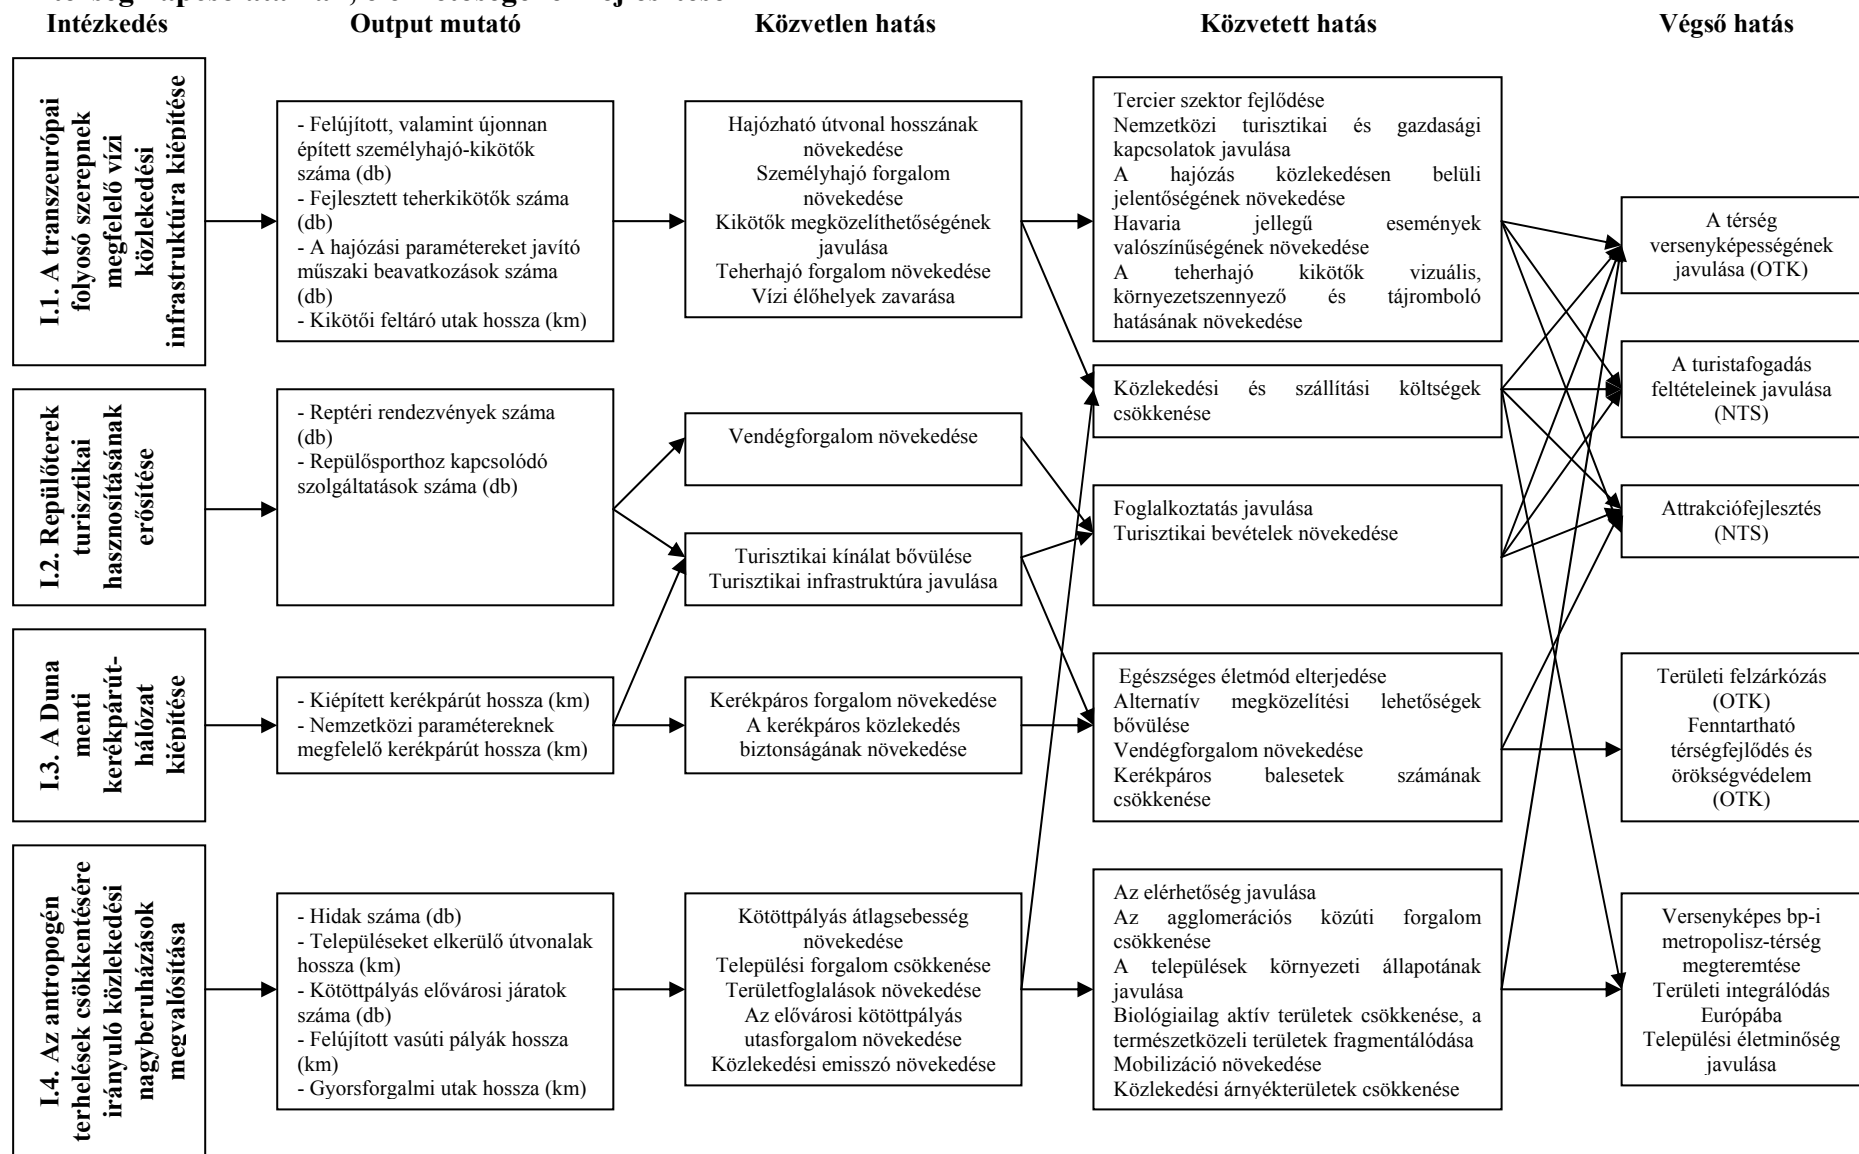 Intézkedés
Output mutató
Közvetlen hatás
Közvetett hatás
Végső hatás
I.1. A transzeurópai
folyosó szerepnek
megfelelő vízi
közlekedési
infrastruktúra kiépítése
- Felújított, valamint újonnan
épített személyhajó-kikötők
száma (db)
- Fejlesztett teherkikötők száma
(db)
- A hajózási paramétereket javító
műszaki beavatkozások száma
(db)
- Kikötői feltáró utak hossza (km)
Hajózható útvonal hosszának
növekedése
Személyhajó forgalom
növekedése
Kikötők megközelíthetőségének
javulása
Teherhajó forgalom növekedése
Vízi élőhelyek zavarása
Tercier szektor fejlődése
Nemzetközi turisztikai és gazdasági
kapcsolatok javulása
A hajózás közlekedésen belüli
jelentőségének növekedése
Havaria jellegű események
valószínűségének növekedése
A teherhajó kikötők vizuális,
környezetszennyező és tájromboló
hatásának növekedése
Közlekedési és szállítási költségek
csökkenése
A térség
versenyképességének
javulása (OTK)
A turistafogadás
feltételeinek javulása
(NTS)
Attrakciófejlesztés
(NTS)
I.2. Repülőterek
turisztikai
hasznosításának
erősítése
- Reptéri rendezvények száma
(db)
- Repülősporthoz kapcsolódó
szolgáltatások száma (db)
Vendégforgalom növekedése
Turisztikai kínálat bővülése
Turisztikai infrastruktúra javulása
Foglalkoztatás javulása
Turisztikai bevételek növekedése
I.3. A Duna
menti
kerékpárút-
hálózat
kiépítése
- Kiépített kerékpárút hossza (km)
- Nemzetközi paramétereknek
megfelelő kerékpárút hossza (km)
Kerékpáros forgalom növekedése
A kerékpáros közlekedés
biztonságának növekedése
Egészséges életmód elterjedése
Alternatív megközelítési lehetőségek
bővülése
Vendégforgalom növekedése
Kerékpáros balesetek számának
csökkenése
Területi felzárkózás
(OTK)
Fenntartható
térségfejlődés és
örökségvédelem
(OTK)
I.4. Az antropogén
terhelések csökkentésére
irányuló közlekedési
nagyberuházások
megvalósítása
- Hidak száma (db)
- Településeket elkerülő útvonalak
hossza (km)
- Kötöttpályás elővárosi járatok
száma (db)
- Felújított vasúti pályák hossza
(km)
- Gyorsforgalmi utak hossza (km)
Kötöttpályás átlagsebesség
növekedése
Települési forgalom csökkenése
Területfoglalások növekedése
Az elővárosi kötöttpályás
utasforgalom növekedése
Közlekedési emisszó növekedése
Az elérhetőség javulása
Az agglomerációs közúti forgalom
csökkenése
A települések környezeti állapotának
javulása
Biológiailag aktív területek csökkenése, a
természetközeli területek fragmentálódása
Mobilizáció növekedése
Közlekedési árnyékterületek csökkenése
Versenyképes bp-i
metropolisz-térség
megteremtése
Területi integrálódás
Európába
Települési életminőség
javulása